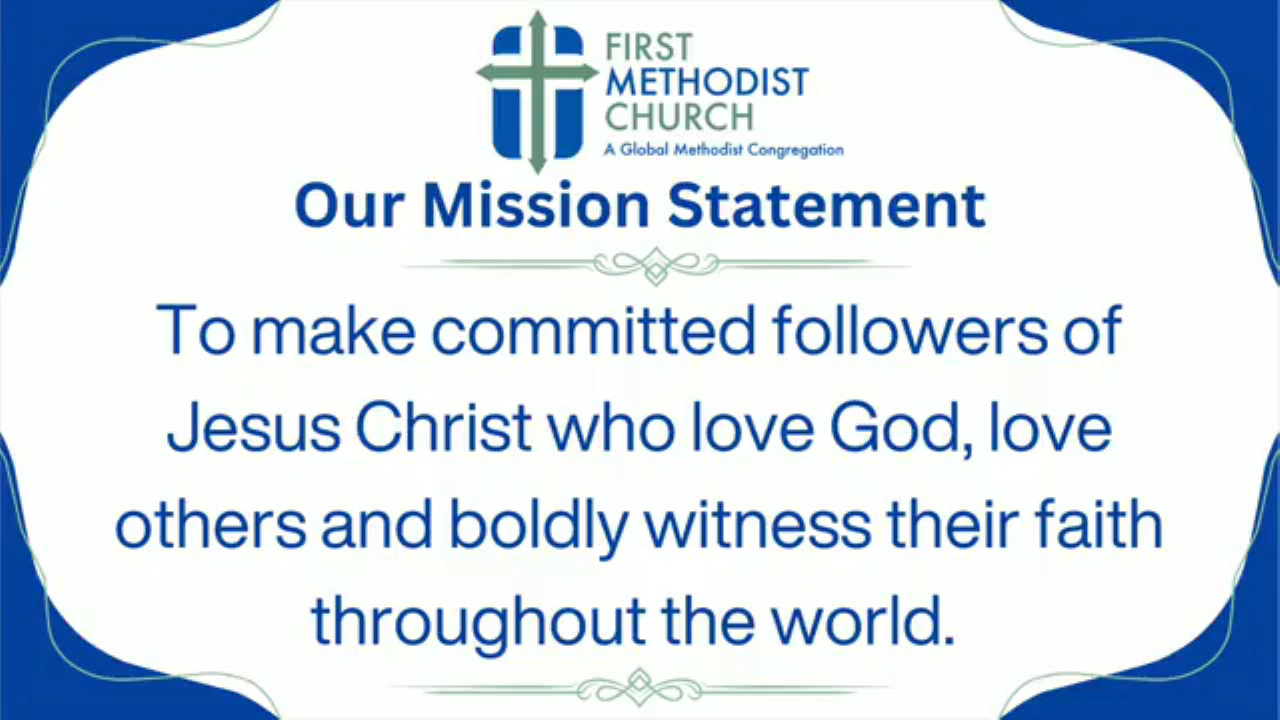 FIRST
METHODIST
CHURCH
A Global Methodist Congregation
Our Mission Statement
To make committed followers of
Jesus Christ who love God, love
others and boldly witness their faith
throughout the world.